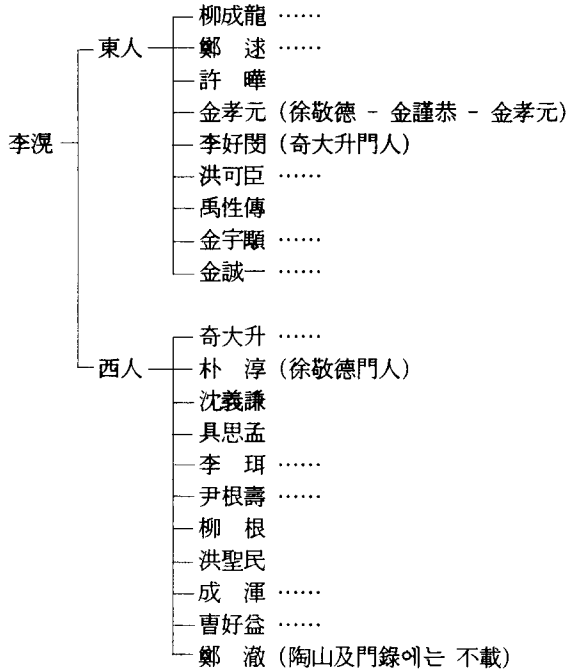 李滉
東人
柳成龍 ……
鄭　逑 ……
許　曄
金孝元 (徐敬德 - 金謹恭 - 金孝元)
李好閔 (奇大升門人)
洪可臣 ……
禹性傳
金宇顒 ……
金誠一 ……
西人
奇大升 ……
朴　淳 (徐敬德門人)
沈義謙
具思孟
李　珥 ……
尹根壽 ……
柳　根
洪聖民
成　渾 ……
曺好益 ……
鄭　澈 (陶山及門錄에는 不載)